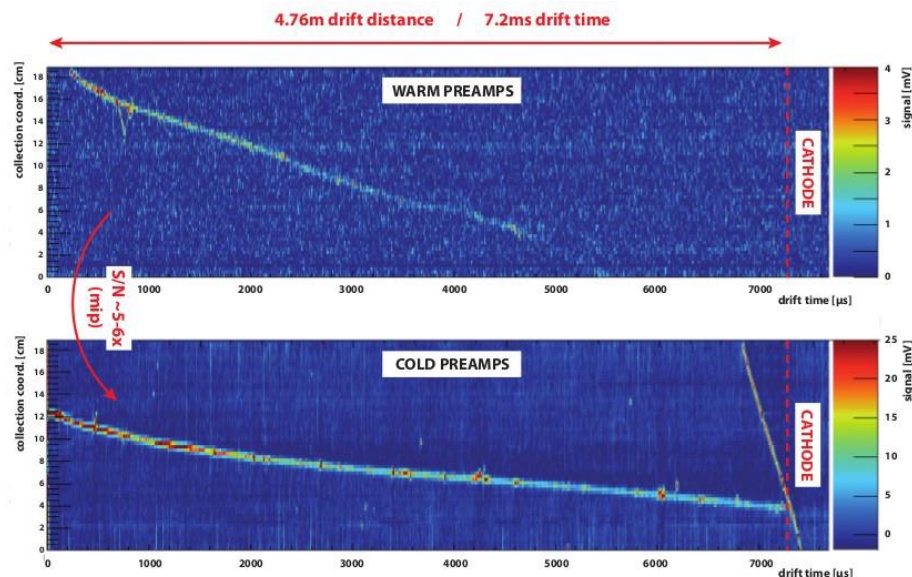 4.76m drift distance / 7.2ms drift time
collection coord. [cm]
18
16
14
12
10
8
6
4
2
0
WARM PREAMPS
CATHODE
4
3
2
1
0
signal [mV]
0 1000 2000 3000 4000 5000 6000 7000
drift time [µs]
S/N ~5-6x
(mip)
collection coord. [cm]
18
16
14
12
10
8
6
4
2
0
COLD PREAMPS
CATHODE
25
20
15
10
5
0
signal [mV]
0 1000 2000 3000 4000 5000 6000 7000
drift time [µs]